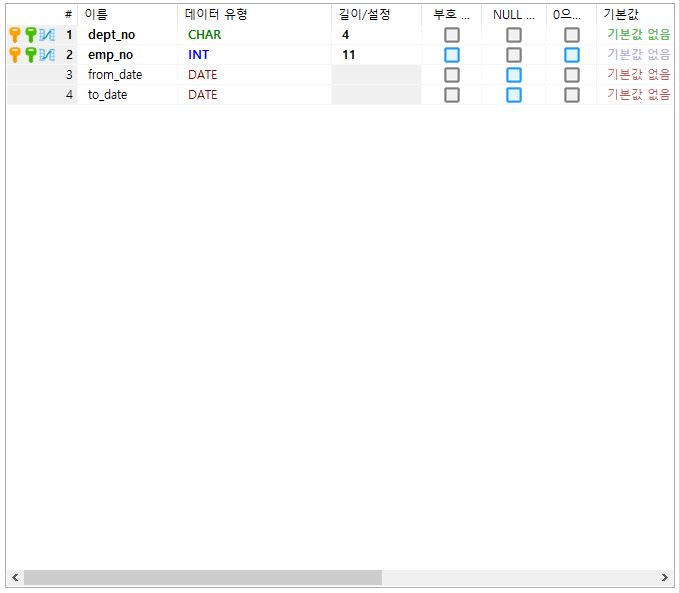 # 이름 데이터 유형 길이/설정 부호 ... NULL ... 0으... 기본값
1 dept_no CHAR 4 기본값 없음
2 emp_no INT 11 기본값 없음
3 from_date DATE 기본값 없음
4 to_date DATE 기본값 없음